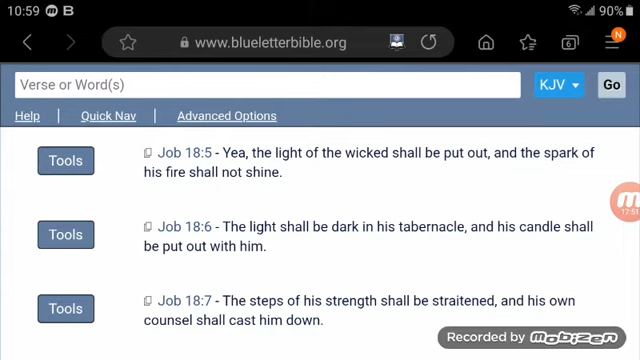 10:59 B 90%
www.blueletterbible.org 6 N
Verse or Word(s) KJV Go
Help | Quick Nav | Advanced Options
Tools Job 18:5 - Yea, the light of the wicked shall be put out, and the spark of
his fire shall not shine.
17:51
Tools Job 18:6 - The light shall be dark in his tabernacle, and his candle shall
be put out with him.
Tools Job 18:7 - The steps of his strength shall be straitened, and his own
counsel shall cast him down.
Recorded by mobizen